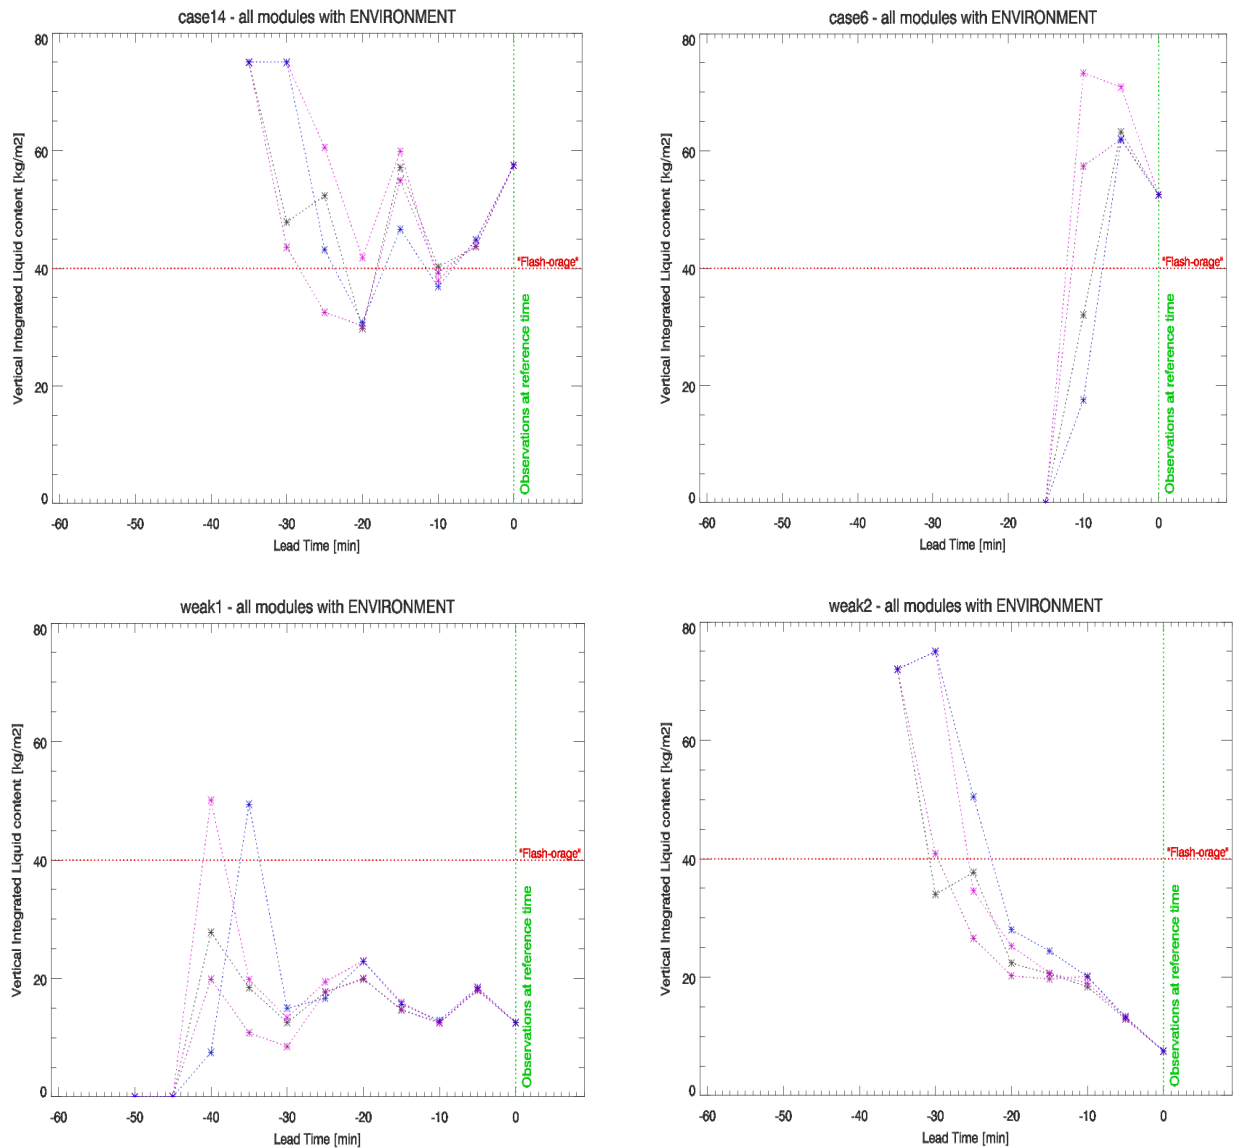 case14 - all modules with ENVIRONMENT
80
60
40
20
0
Vertical Integrated Liquid content [kg/m2]
"Flash-orage"
Observations at reference time
-60 -50 -40 -30 -20 -10 0
Lead Time [min]
case6 - all modules with ENVIRONMENT
80
60
40
20
0
Vertical Integrated Liquid content [kg/m2]
"Flash-orage"
Observations at reference time
-60 -50 -40 -30 -20 -10 0
Lead Time [min]
weak1 - all modules with ENVIRONMENT
80
60
40
20
0
Vertical Integrated Liquid content [kg/m2]
"Flash-orage"
Observations at reference time
-60 -50 -40 -30 -20 -10 0
Lead Time [min]
weak2 - all modules with ENVIRONMENT
80
60
40
20
0
Vertical Integrated Liquid content [kg/m2]
"Flash-orage"
Observations at reference time
-60 -50 -40 -30 -20 -10 0
Lead Time [min]